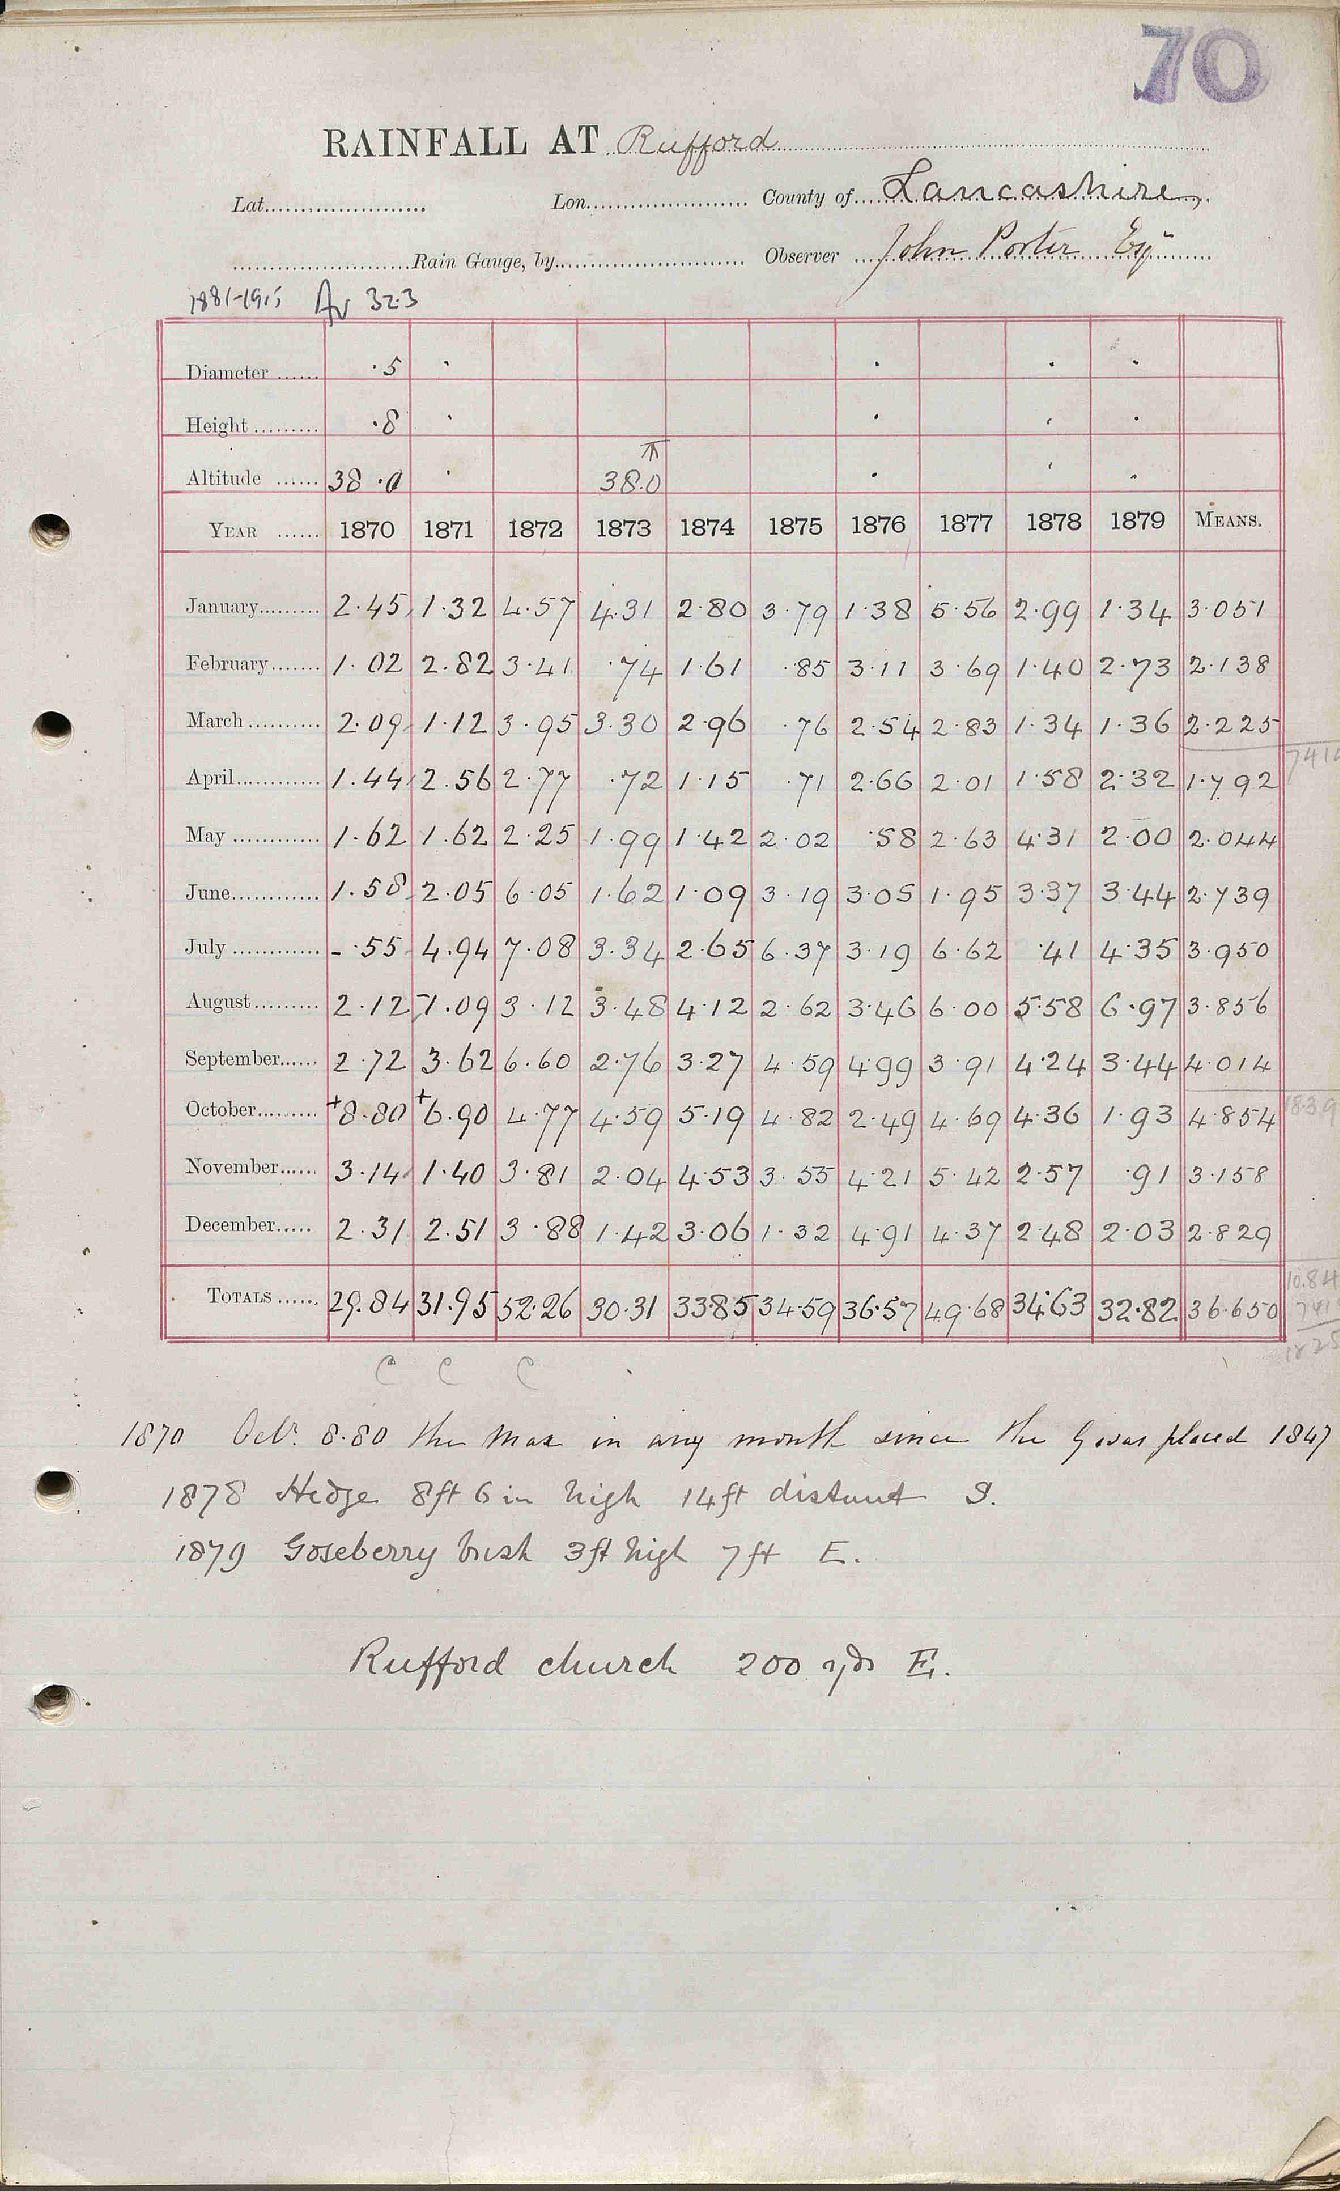 70
RAINFALL AT Rufford
Lat. Lon. County of Lancashire
Rain Gauge, by Observer John Porter Esq
1881-1915 Av 32.3
Diameter ·5
Height ·8
Altitude 38·0 38.0
YEAR 1870 1871 1872 1873 1874 1875 1876 1877 1878 1879 MEANS.
January 2.45 1.32 4.57 4.31 2.80 3.79 1.38 5.56 2.99 1.34 3.051
February 1.02 2.82 3.41 .74 1.61 .85 3.11 3.69 1.40 2.73 2.138
March 2.09 1.12 3.95 3.30 2.96 .76 2.54 2.83 1.34 1.36 2.225
April 1.44 2.56 2.77 .72 1.15 .71 2.66 2.01 1.58 2.32 1.792
May 1.62 1.62 2.25 1.99 1.42 2.02 .58 2.63 4.31 2.00 2.044
June 1.58 2.05 6.05 1.62 1.09 3.19 3.05 1.95 3.37 3.44 2.739
July - .55 4.94 7.08 3.34 2.65 6.37 3.19 6.62 .41 4.35 3.950
August 2.12 -1.09 3.12 3.48 4.12 2.62 3.46 6.00 5.58 6.97 3.856
September 2.72 3.62 6.60 2.76 3.27 4.59 4.99 3.91 4.24 3.44 4.014
October +8.80 +6.90 4.77 4.59 5.19 4.82 2.49 4.69 4.36 1.93 4.854
November 3.14 1.40 3.81 2.04 4.53 3.55 4.21 5.42 2.57 .91 3.158
December 2.31 2.51 3.88 1.42 3.06 1.32 4.91 4.37 2.48 2.03 2.829
TOTALS 29.84 31.95 52.26 30.31 33.85 34.59 36.57 49.68 34.63 32.82 36.650
C C C
1870 Oct. 8.80 the Max in any month since the G was placed 1847
1878 Hedge 8ft 6in high 14ft distant S.
1879 Goseberry bush 3ft high 7ft E.
Rufford church 200 yds E.